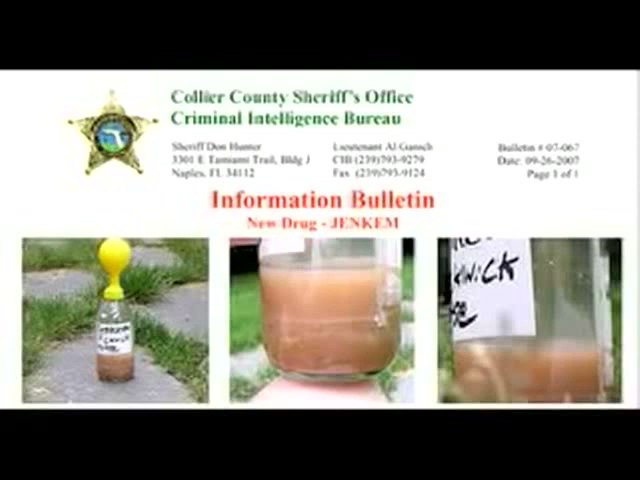 Collier County Sheriff's Office
Criminal Intelligence Bureau
Sheriff Don Hunter
3301 E Tamiami Trail, Bldg J
Naples, FL 34112
Lieutenant Al
CIB (239)793-9279
Fax (239)793-9124
Bulletin # 07-067
Date: 09-26-2007
Page 1 of 1
Information Bulletin
New Drug - JENKEM